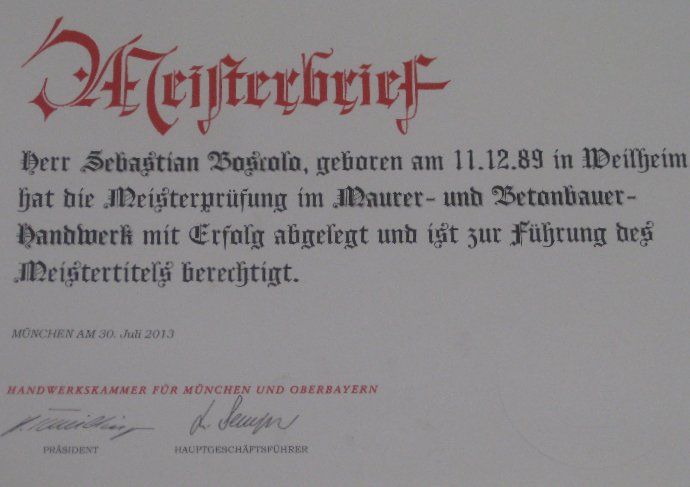 Meisterbrief
Herr Sebastian Boscolo, geboren am 11.12.89 in Weilheim
hat die Meisterprüfung im Maurer- und Betonbauer-
Handwerk mit Erfolg abgelegt und ist zur Führung des
Meistertitels berechtigt.
MÜNCHEN AM 30. Juli 2013
HANDWERKSKAMMER FÜR MÜNCHEN UND OBERBAYERN
PRÄSIDENT HAUPTGESCHÄFTSFÜHRER